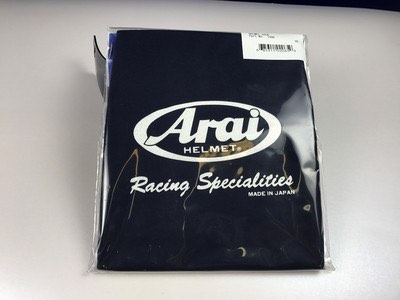 Arai
HELMET®
Racing Specialities
MADE IN JAPAN